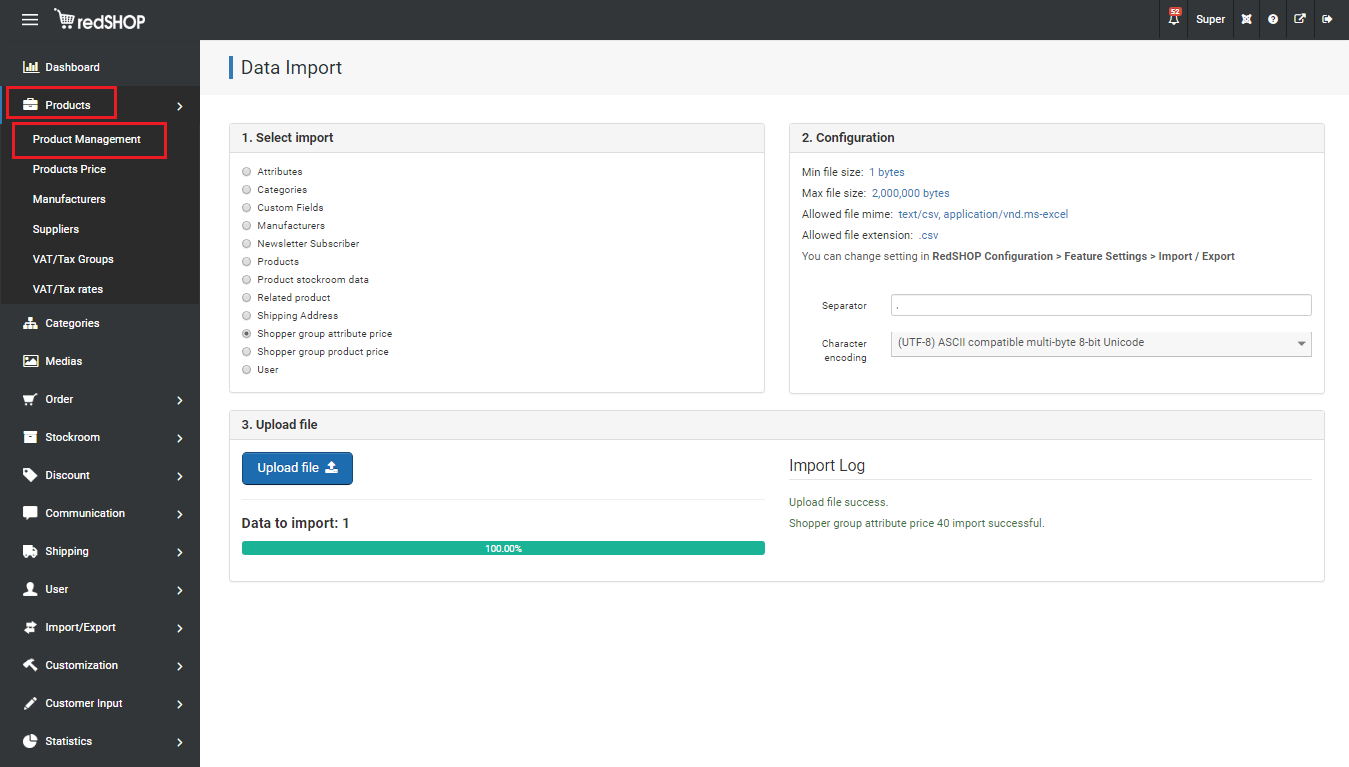 redSHOP
52
Super
Dashboard
Products
Product Management
Products Price
Manufacturers
Suppliers
VAT/Tax Groups
VAT/Tax rates
Categories
Medias
Order
Stockroom
Discount
Communication
Shipping
User
Import/Export
Customization
Customer Input
Statistics
Data Import
1. Select import
Attributes
Categories
Custom Fields
Manufacturers
Newsletter Subscriber
Products
Product stockroom data
Related product
Shipping Address
Shopper group attribute price
Shopper group product price
User
2. Configuration
Min file size: 1 bytes
Max file size: 2,000,000 bytes
Allowed file mime: text/csv, application/vnd.ms-excel
Allowed file extension: .csv
You can change setting in RedSHOP Configuration > Feature Settings > Import / Export
Separator
Character
encoding
(UTF-8) ASCII compatible multi-byte 8-bit Unicode
3. Upload file
Upload file
Data to import: 1
100.00%
Import Log
Upload file success.
Shopper group attribute price 40 import successful.